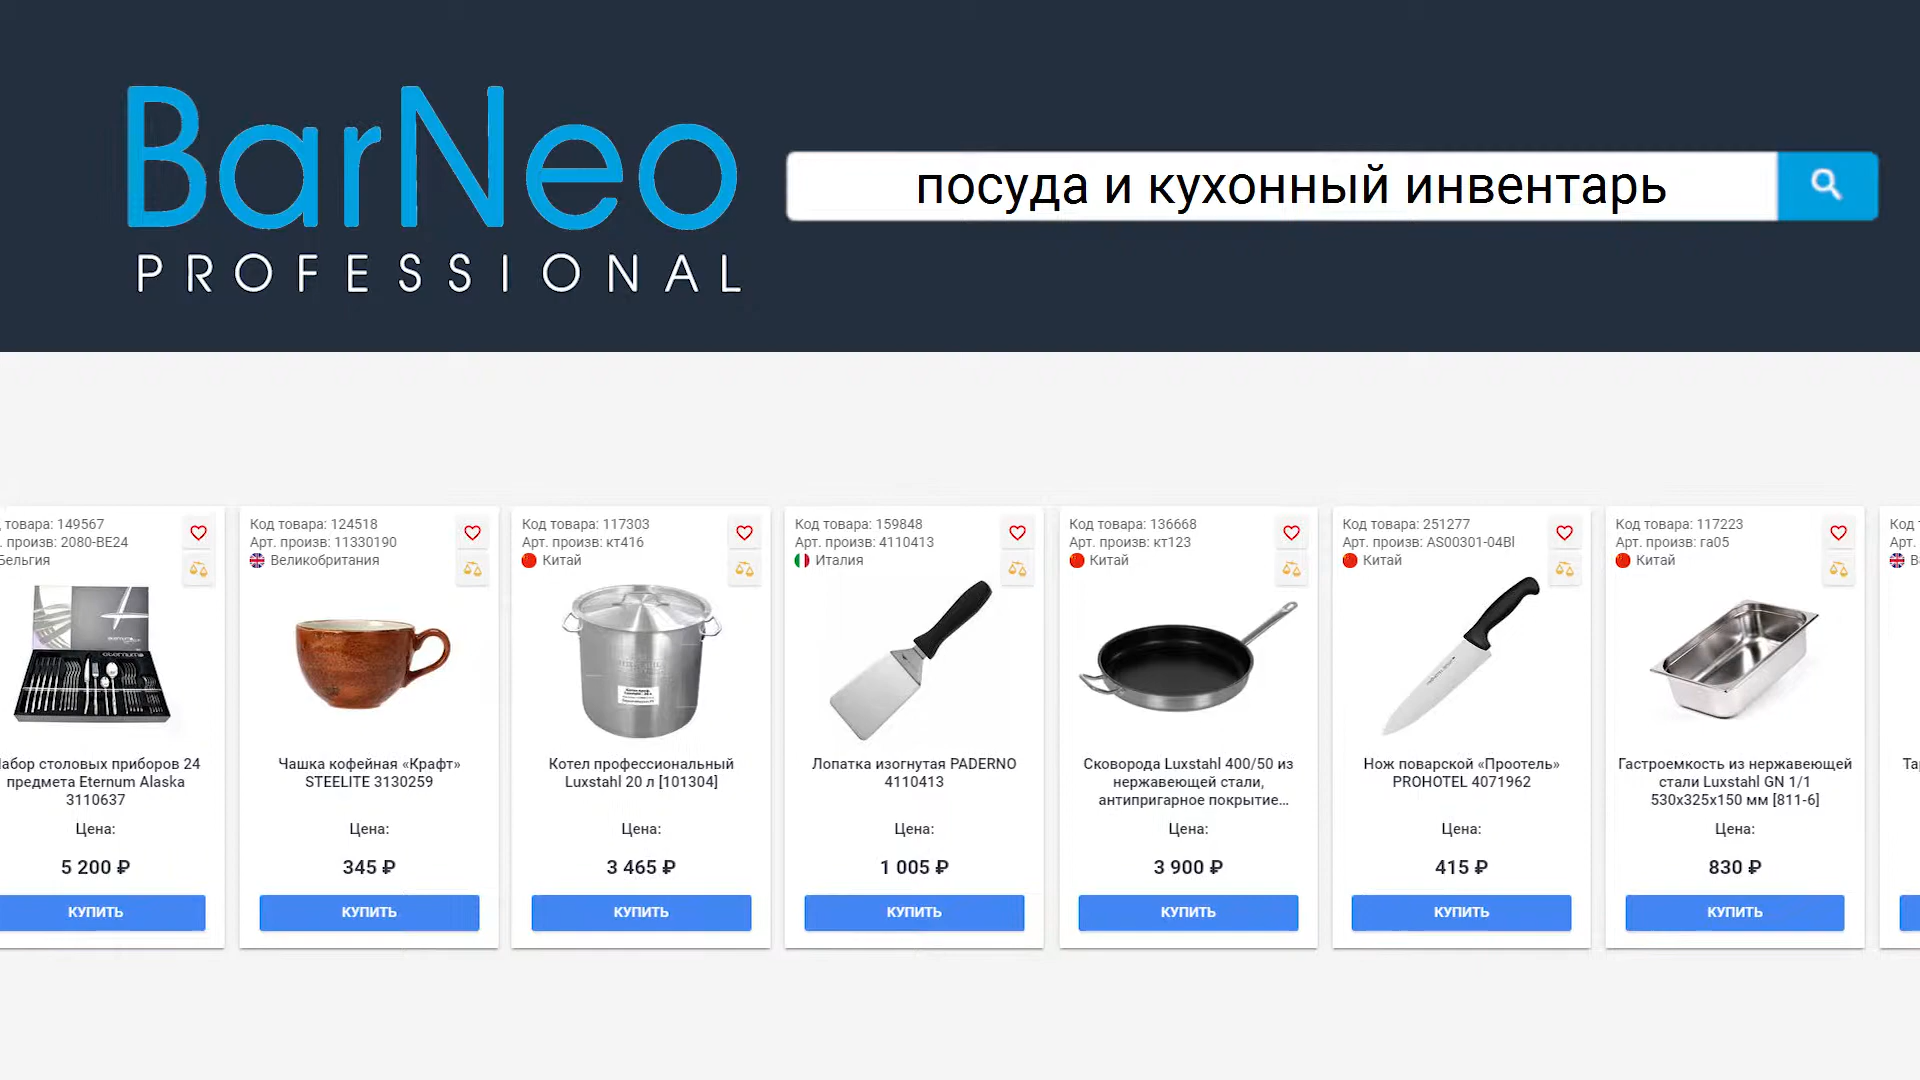 BarNeo
PROFESSIONAL
посуда и кухонный инвентарь
товара: 149567
. произв: 2080-BE24
Бельгия
абор столовых приборов 24
предмета Eternum Alaska
3110637
Цена:
5 200 ₽
КУПИТЬ
Код товара: 124518
Арт. произв: 11330190
Великобритания
Чашка кофейная «Крафт»
STEELITE 3130259
Цена:
345 ₽
КУПИТЬ
Код товара: 117303
Арт. произв: кт416
Китай
Котел профессиональный
Luxstahl 20 л [101304]
Цена:
3 465 ₽
КУПИТЬ
Код товара: 159848
Арт. произв: 4110413
Италия
Лопатка изогнутая PADERNO
4110413
Цена:
1 005 ₽
КУПИТЬ
Код товара: 136668
Арт. произв: кт123
Китай
Сковорода Luxstahl 400/50 из
нержавеющей стали,
антипригарное покрытие...
Цена:
3 900 ₽
КУПИТЬ
Код товара: 251277
Арт. произв: AS00301-04Bl
Китай
Нож поварской «Проотель»
PROHOTEL 4071962
Цена:
415 ₽
КУПИТЬ
Код товара: 117223
Арт. произв: га05
Китай
Гастроемкость из нержавеющей
стали Luxstahl GN 1/1
530х325х150 мм [811-6]
Цена:
830 ₽
КУПИТЬ
Код
Арт.